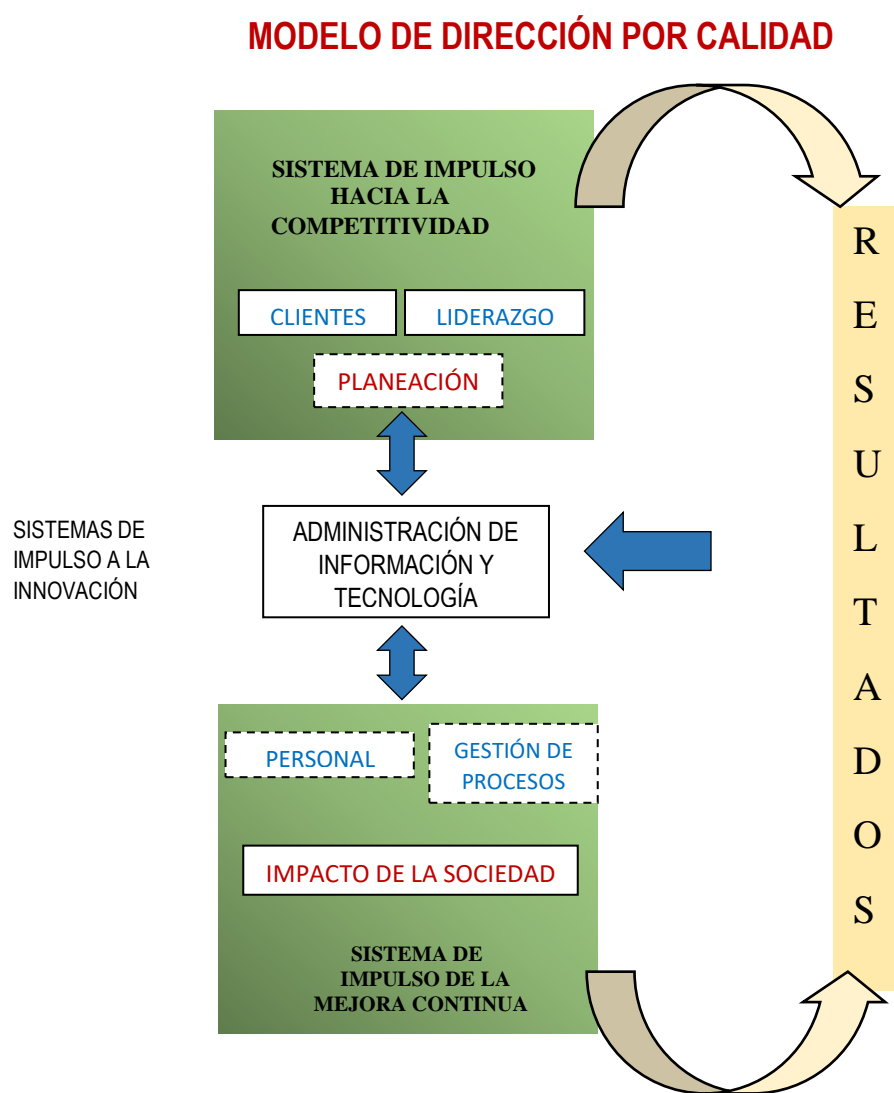 MODELO DE DIRECCIÓN POR CALIDAD
SISTEMA DE IMPULSO
HACIA LA
COMPETITIVIDAD
CLIENTES
LIDERAZGO
PLANEACIÓN
SISTEMAS DE
IMPULSO A LA
INNOVACIÓN
ADMINISTRACIÓN DE
INFORMACIÓN Y
TECNOLOGÍA
PERSONAL
GESTIÓN DE
PROCESOS
IMPACTO DE LA SOCIEDAD
SISTEMA DE
IMPULSO DE LA
MEJORA CONTINUA
R
E
S
U
L
T
A
D
O
S